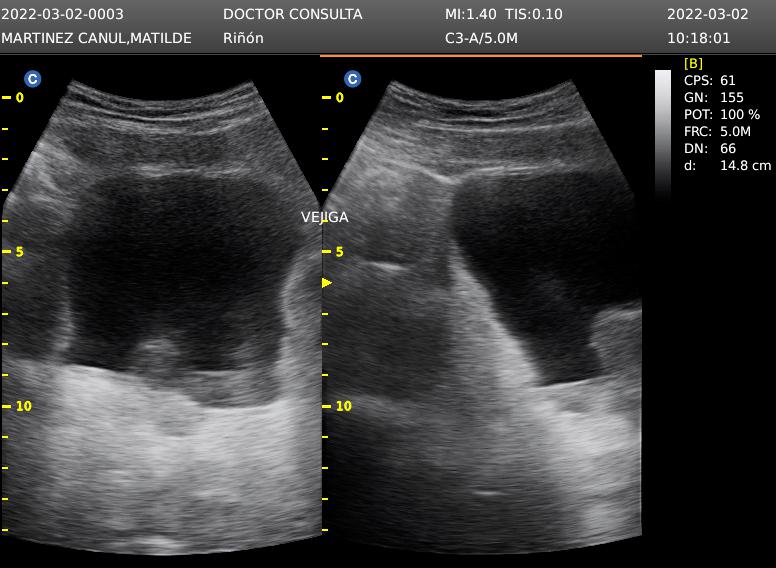 2022-03-02-0003 DOCTOR CONSULTA MI:1.40 TIS:0.10 2022-03-02
MARTINEZ CANUL,MATILDE Riñón C3-A/5.0M 10:18:01
[B]
C C
CPS: 61
0 0
GN: 155
POT: 100 %
FRC: 5.0M
DN: 66
d: 14.8 cm
VEJIGA
5 5
10 10